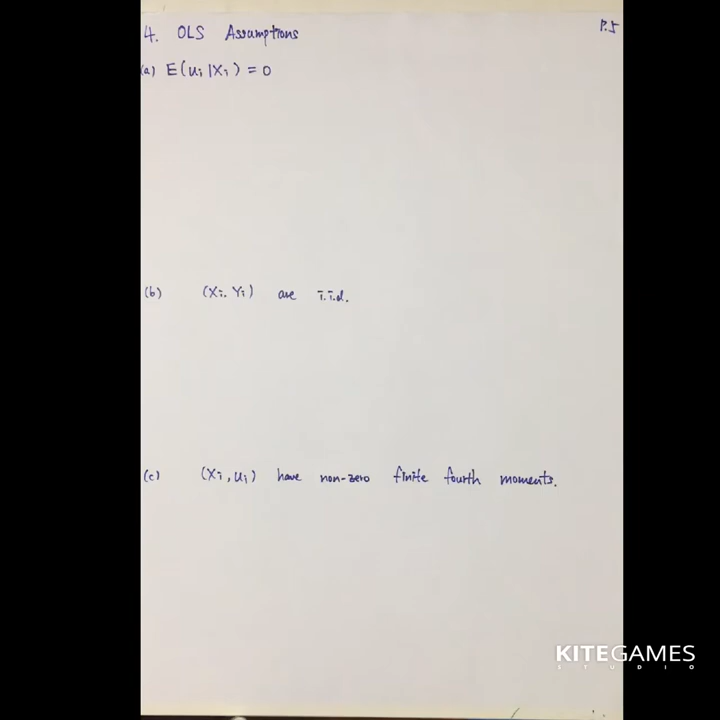 P.5
4. OLS Assumptions
(a) E(ui|Xi) = 0
(b) (Xi. Yi) are i.i.d.
(c) (Xi, ui) have non-zero finite fourth moments.
KITEGAMES
STUDIO